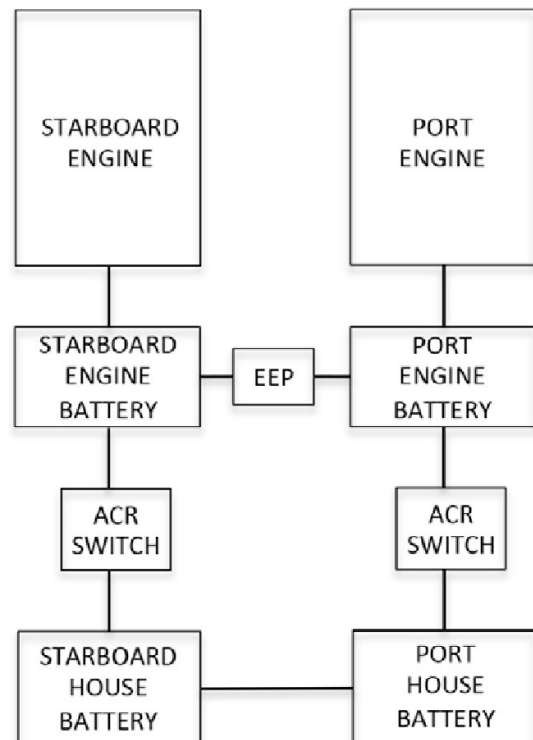 STARBOARD
ENGINE
PORT
ENGINE
STARBOARD
ENGINE
BATTERY
EEP
PORT
ENGINE
BATTERY
ACR
SWITCH
ACR
SWITCH
STARBOARD
HOUSE
BATTERY
PORT
HOUSE
BATTERY